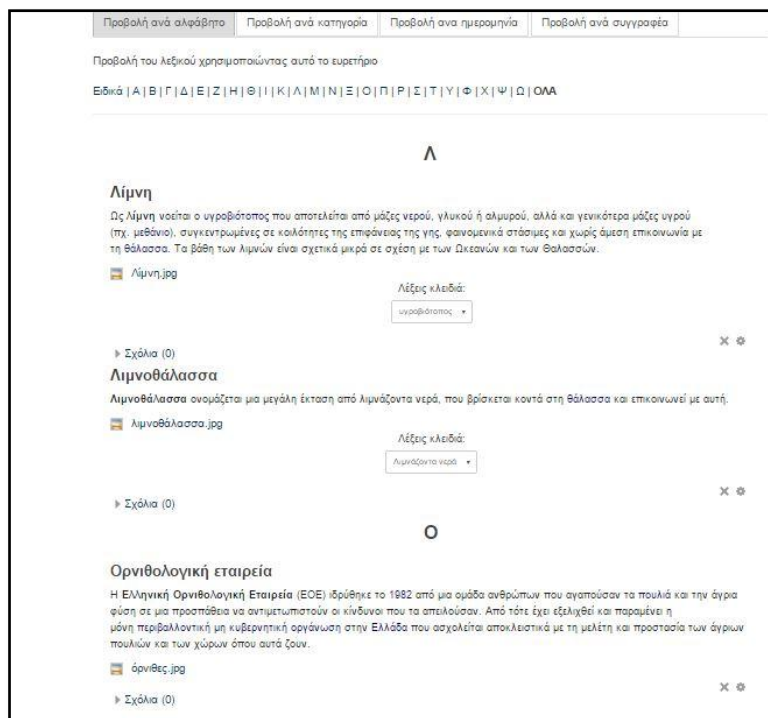 Προβολή ανά αλφάβητο Προβολή ανά κατηγορία Προβολή ανα ημερομηνία Προβολή ανά συγγραφέα
Προβολή του λεξικού χρησιμοποιώντας αυτό το ευρετήριο
Ειδικά | Α | Β | Γ | Δ | Ε | Ζ | Η | Θ | Ι | Κ | Λ | Μ | Ν | Ξ | Ο | Π | Ρ | Σ | Τ | Υ | Φ | Χ | Ψ | Ω | ΟΛΑ
Λ
Λίμνη
Ως Λίμνη νοείται ο υγροβιότοπος που αποτελείται από μάζες νερού, γλυκού ή αλμυρού, αλλά και γενικότερα μάζες υγρού
(πχ. μεθάνιο), συγκεντρωμένες σε κοιλότητες της επιφάνειας της γης, φαινομενικά στάσιμες και χωρίς άμεση επικοινωνία με
τη θάλασσα. Τα βάθη των λιμνών είναι σχετικά μικρά σε σχέση με των Ωκεανών και των Θαλασσών.
Λίμνη.jpg
Λέξεις κλειδιά:
υγροβιότοπος
Σχόλια (0)
Λιμνοθάλασσα
Λιμνοθάλασσα ονομάζεται μια μεγάλη έκταση από λιμνάζοντα νερά, που βρίσκεται κοντά στη θάλασσα και επικοινωνεί με αυτή.
λιμνοθάλασσα.jpg
Λέξεις κλειδιά:
Λιμνάζοντα νερά
Σχόλια (0)
Ο
Ορνιθολογική εταιρεία
Η Ελληνική Ορνιθολογική Εταιρεία (ΕΟΕ) ιδρύθηκε το 1982 από μια ομάδα ανθρώπων που αγαπούσαν τα πουλιά και την άγρια
φύση σε μια προσπάθεια να αντιμετωπιστούν οι κίνδυνοι που τα απειλούσαν. Από τότε έχει εξελιχθεί και παραμένει η
μόνη περιβαλλοντική μη κυβερνητική οργάνωση στην Ελλάδα που ασχολείται αποκλειστικά με τη μελέτη και προστασία των άγριων
πουλιών και των χώρων όπου αυτά ζουν.
όρνιθες.jpg
Σχόλια (0)